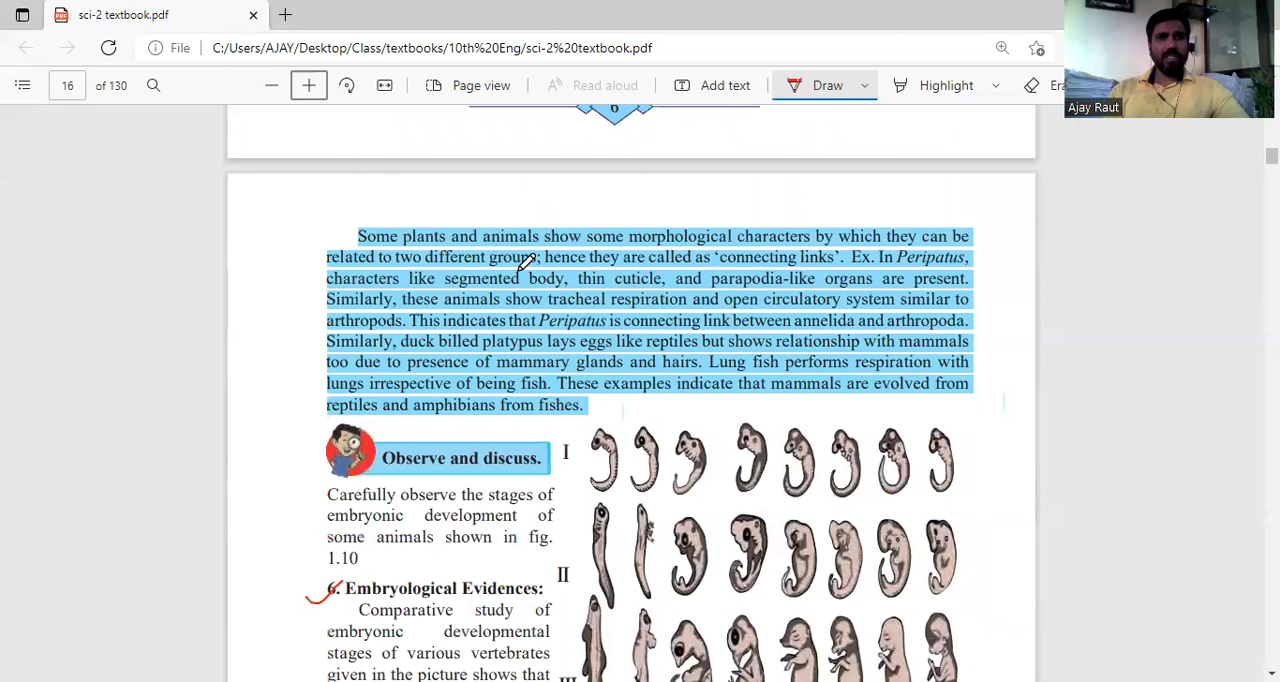 sci-2 textbook.pdf
File C:/Users/AJAY/Desktop/Class/textbooks/10th%20Eng/sci-2%20textbook.pdf
16 of 130
Page view
Read aloud
Add text
Draw
Highlight
Era
Ajay Raut
6
Some plants and animals show some morphological characters by which they can be
related to two different groups; hence they are called as ‘connecting links’. Ex. In Peripatus,
characters like segmented body, thin cuticle, and parapodia-like organs are present.
Similarly, these animals show tracheal respiration and open circulatory system similar to
arthropods. This indicates that Peripatus is connecting link between annelida and arthropoda.
Similarly, duck billed platypus lays eggs like reptiles but shows relationship with mammals
too due to presence of mammary glands and hairs. Lung fish performs respiration with
lungs irrespective of being fish. These examples indicate that mammals are evolved from
reptiles and amphibians from fishes.
Observe and discuss.
Carefully observe the stages of
embryonic development of
some animals shown in fig.
1.10
6. Embryological Evidences:
Comparative study of
embryonic developmental
stages of various vertebrates
given in the picture shows that
I
II
III